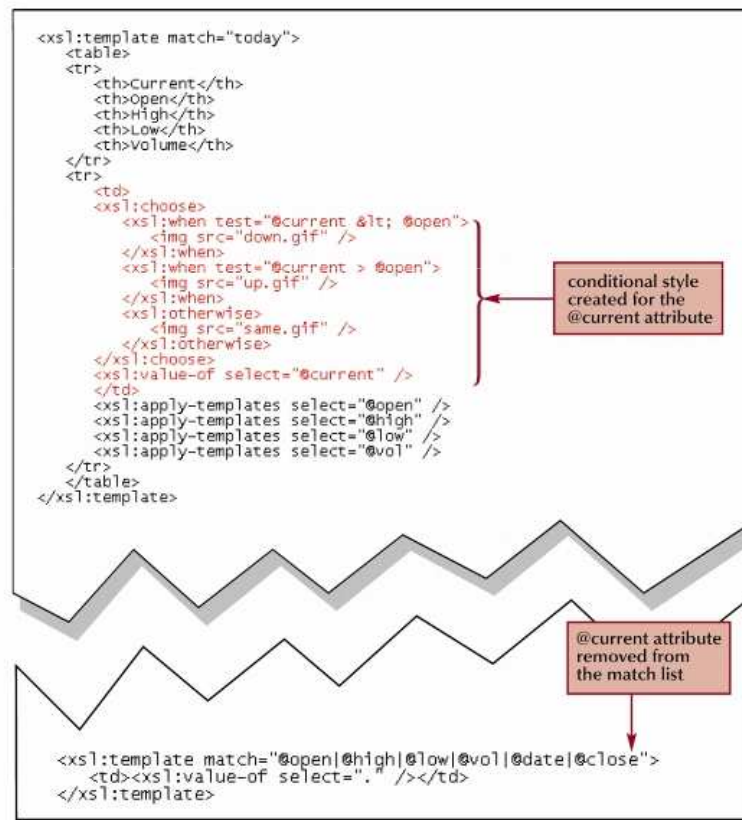 <xsl:template match="today">
<table>
<tr>
<th>Current</th>
<th>Open</th>
<th>High</th>
<th>Low</th>
<th>Volume</th>
</tr>
<tr>
<td>
<xsl:choose>
<xsl:when test="@current &lt; @open">
<img src="down.gif" />
</xsl:when>
<xsl:when test="@current > @open">
<img src="up.gif" />
</xsl:when>
<xsl:otherwise>
<img src="same.gif" />
</xsl:otherwise>
</xsl:choose>
<xsl:value-of select="@current" />
</td>
<xsl:apply-templates select="@open" />
<xsl:apply-templates select="@high" />
<xsl:apply-templates select="@low" />
<xsl:apply-templates select="@vol" />
</tr>
</table>
</xsl:template>
conditional style
created for the
@current attribute
@current attribute
removed from
the match list
<xsl:template match="@open|@high|@low|@vol|@date|@close">
<td><xsl:value-of select="." /></td>
</xsl:template>